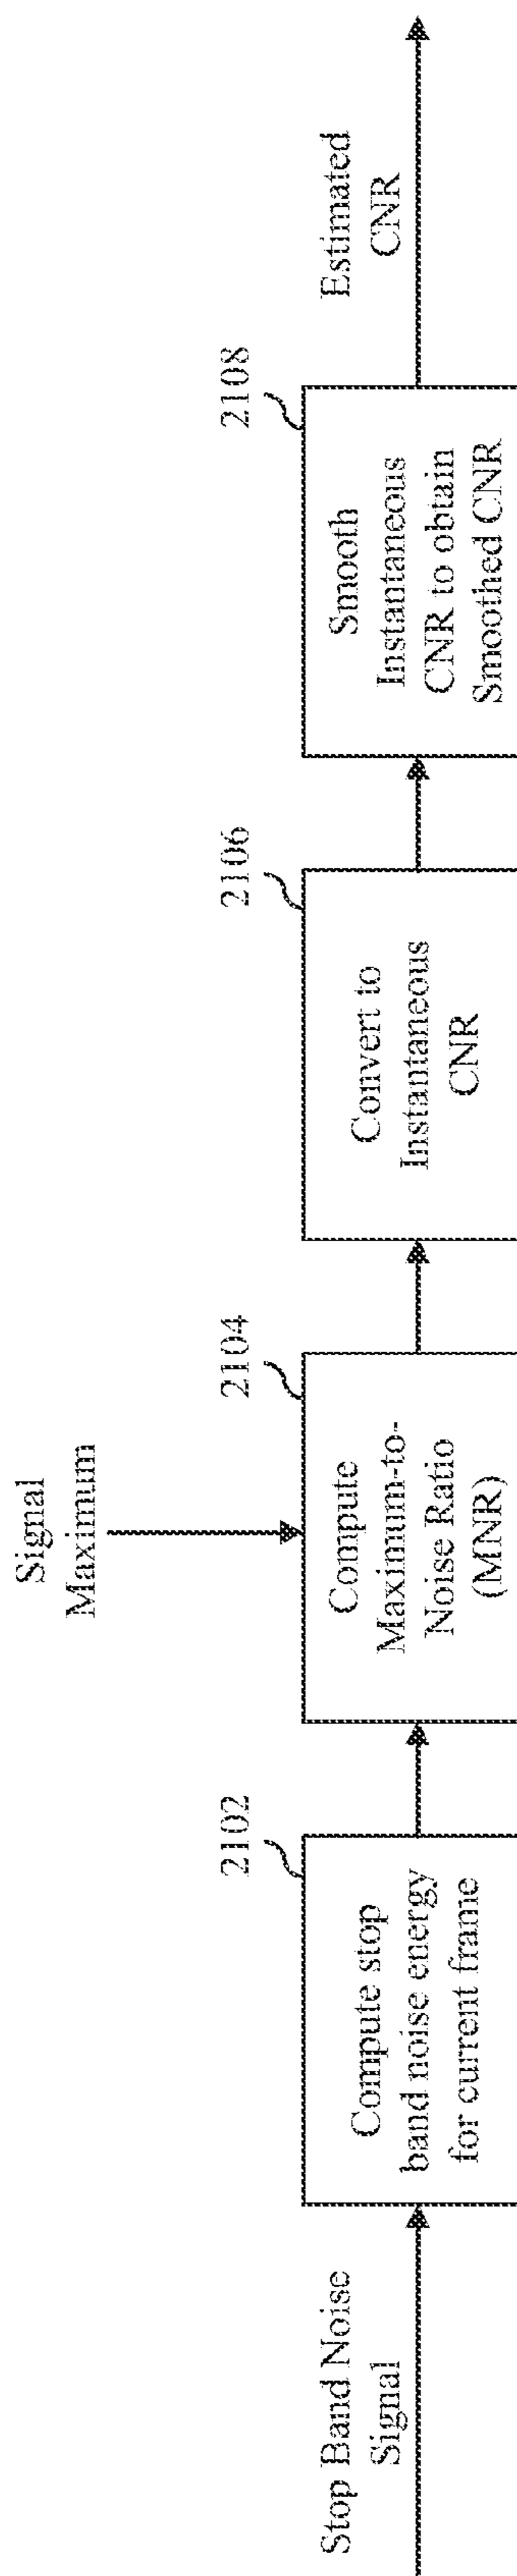 Stop Band Noise
Signal
2102
Compute stop
band noise energy
for current frame
Signal
Maximum
2104
Compute
Maximum-to-
Noise Ratio
(MNR)
2106
Convert to
Instantaneous
CNR
2108
Smooth
Instantaneous
CNR to obtain
Smoothed CNR
Estimated
CNR